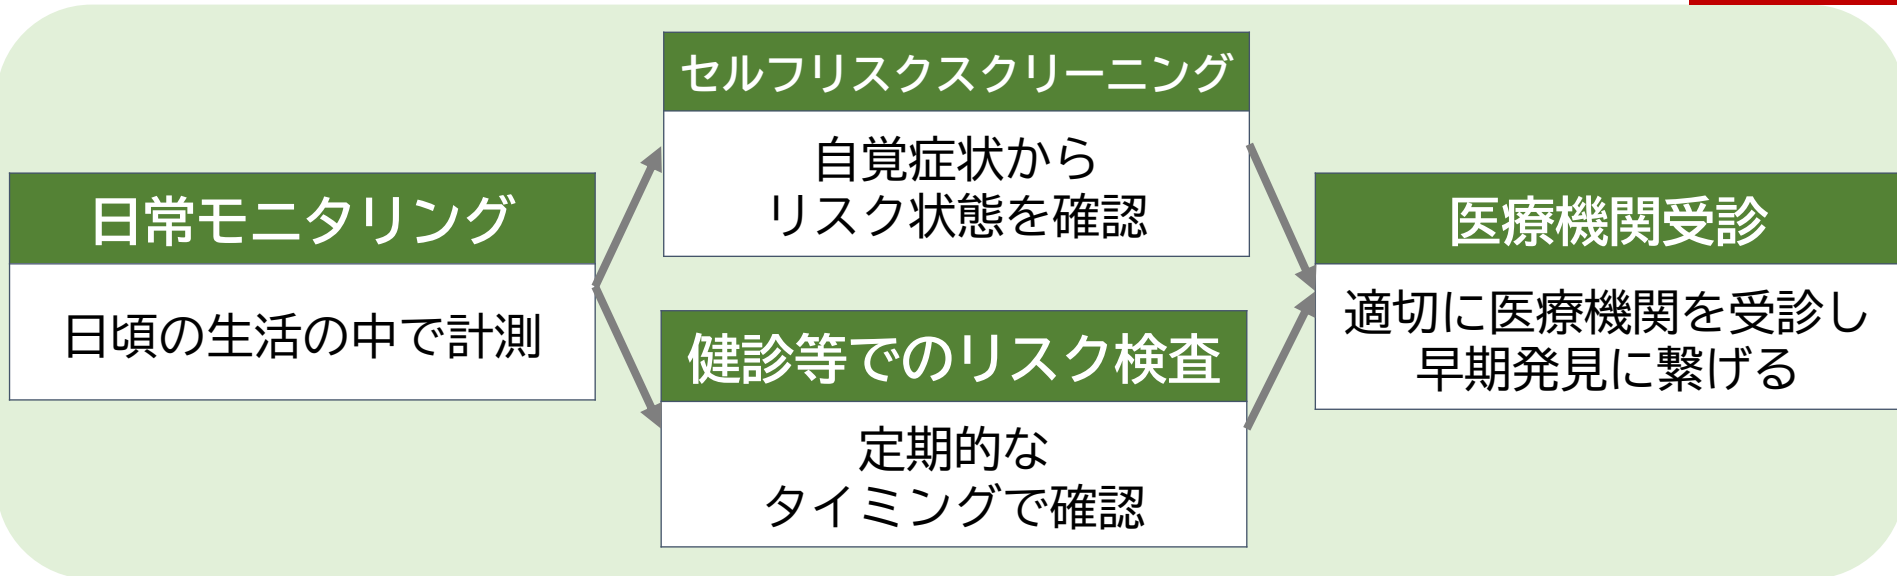 日常モニタリング
日頃の生活の中で計測
セルフリスクスクリーニング
自覚症状から
リスク状態を確認
健診等でのリスク検査
定期的な
タイミングで確認
医療機関受診
適切に医療機関を受診し
早期発見に繋げる